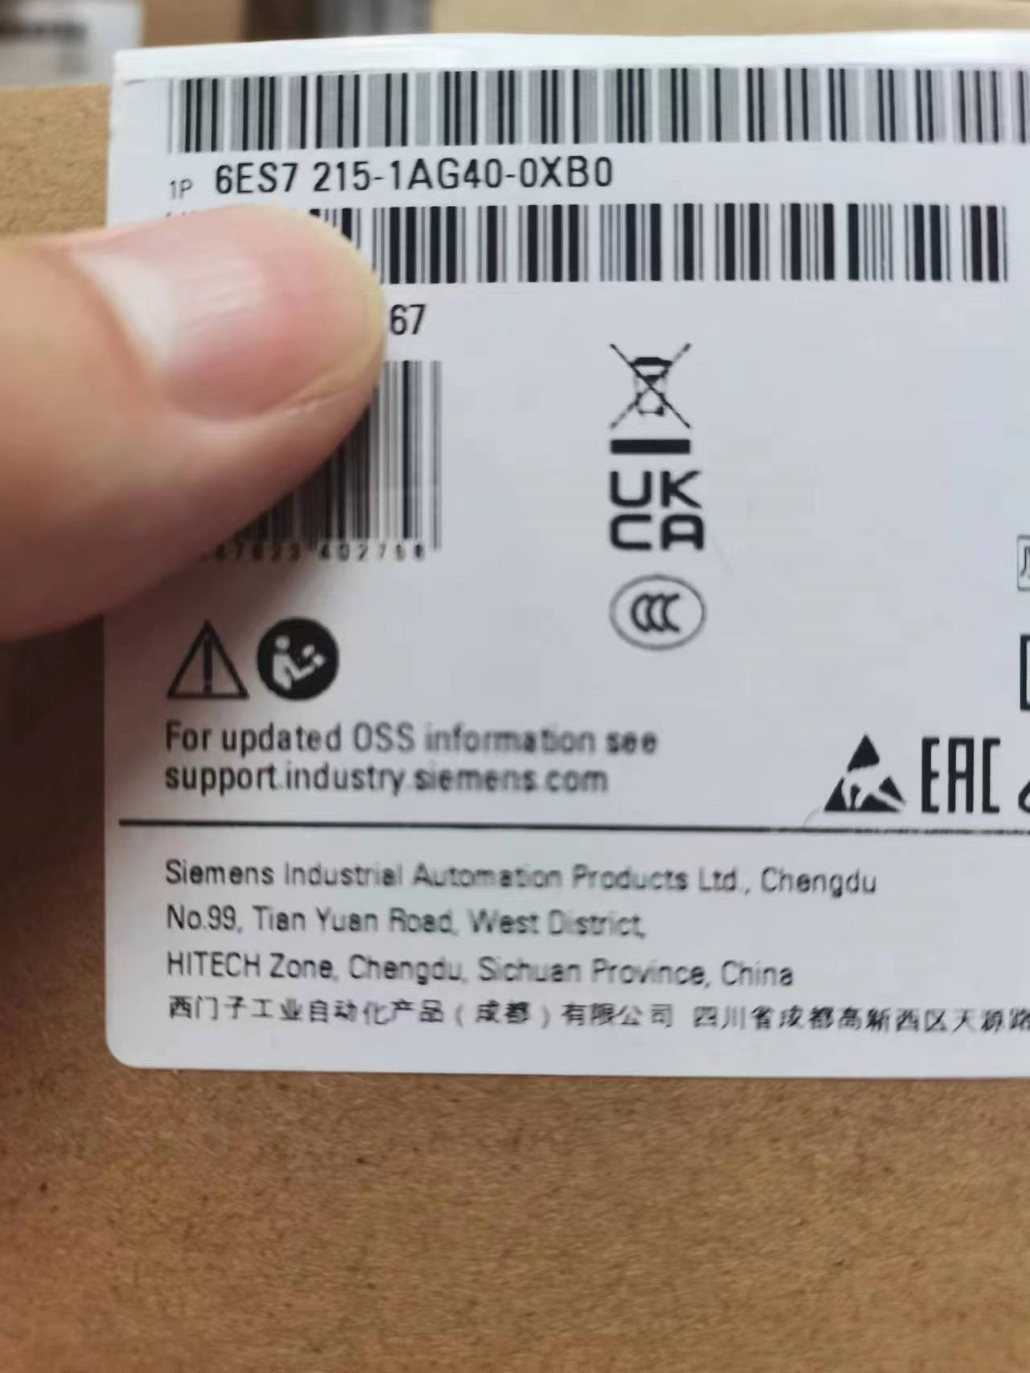 1P 6ES7 215-1AG40-0XB0
67
402798
UK
CA
CCC
For updated OSS information see
support.industry.siemens.com
EAC
Siemens Industrial Automation Products Ltd., Chengdu
No.99, Tian Yuan Road, West District,
HITECH Zone, Chengdu, Sichuan Province, China
西门子工业自动化产品(成都)有限公司 四川省成都高新西区天源路